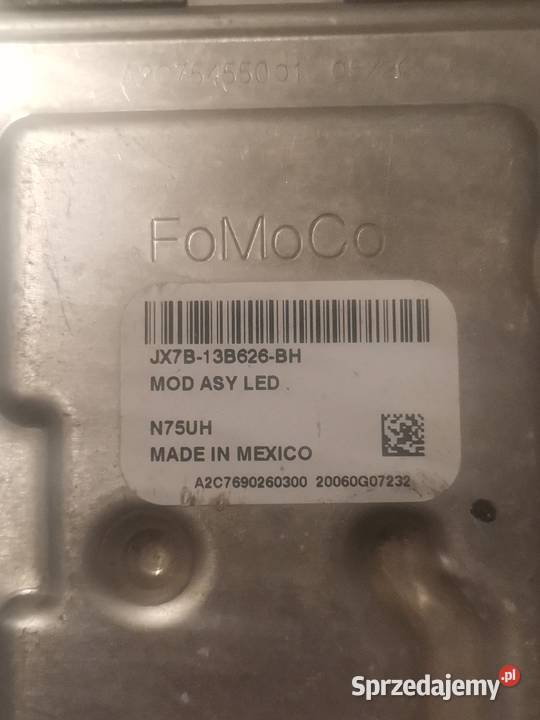 FoMoCo
JX7B-13B626-BH
MOD ASY LED
N75UH
MADE IN MEXICO
A2C7690260300 20060G07232
Sprzedajemy.pl